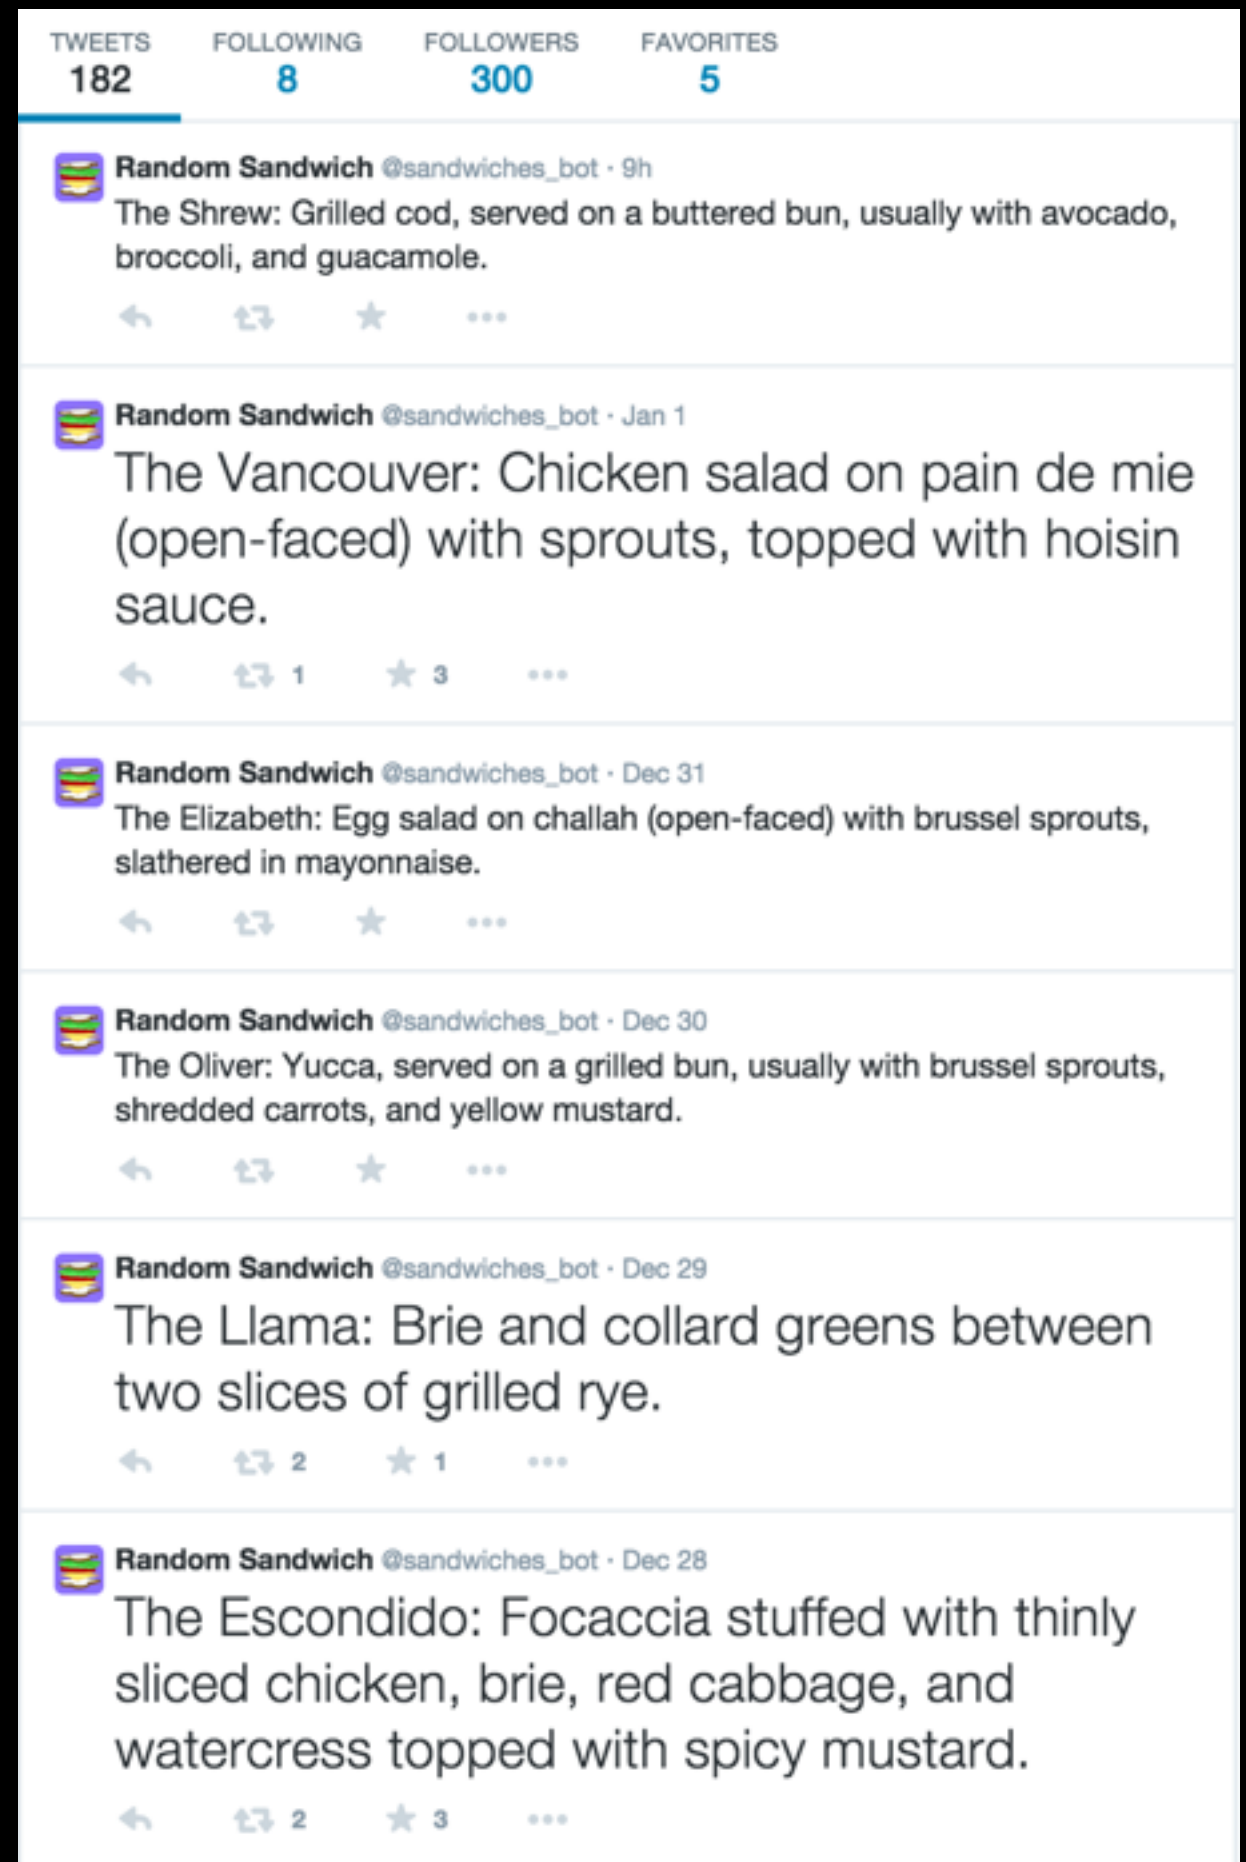 TWEETS FOLLOWING FOLLOWERS FAVORITES
182 8 300 5
Random Sandwich @sandwiches_bot · 9h
The Shrew: Grilled cod, served on a buttered bun, usually with avocado,
broccoli, and guacamole.
Random Sandwich @sandwiches_bot · Jan 1
The Vancouver: Chicken salad on pain de mie
(open-faced) with sprouts, topped with hoisin
sauce.
1 3
Random Sandwich @sandwiches_bot · Dec 31
The Elizabeth: Egg salad on challah (open-faced) with brussel sprouts,
slathered in mayonnaise.
Random Sandwich @sandwiches_bot · Dec 30
The Oliver: Yucca, served on a grilled bun, usually with brussel sprouts,
shredded carrots, and yellow mustard.
Random Sandwich @sandwiches_bot · Dec 29
The Llama: Brie and collard greens between
two slices of grilled rye.
2 1
Random Sandwich @sandwiches_bot · Dec 28
The Escondido: Focaccia stuffed with thinly
sliced chicken, brie, red cabbage, and
watercress topped with spicy mustard.
2 3